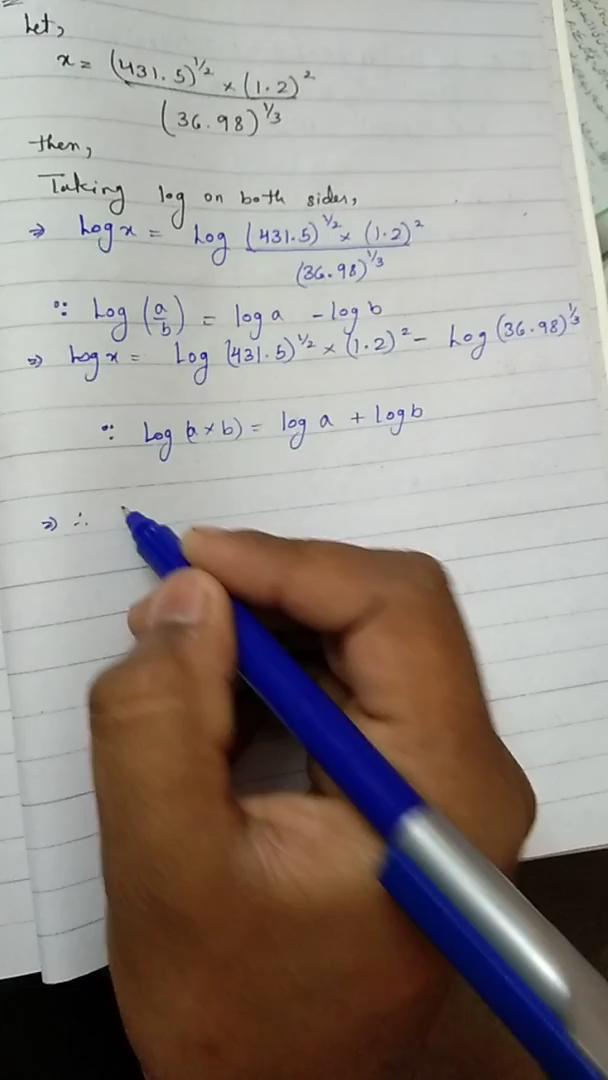 Let,
x = (431.5)^½ × (1.2)²
(36.98)^⅓
then,
Taking log on both sides,
⇒ Log x = Log (431.5)^½ × (1.2)²
(36.98)^⅓
∵ Log (a/b) = log a - log b
⇒ Log x = Log (431.5)^½ × (1.2)² - Log (36.98)^⅓
∵ Log (a × b) = log a + log b
⇒ ∴